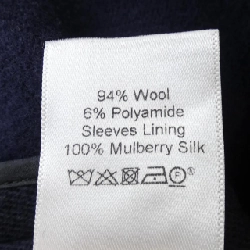 94% Wool
6% Polyamide
Sleeves Lining
100% Mulberry Silk